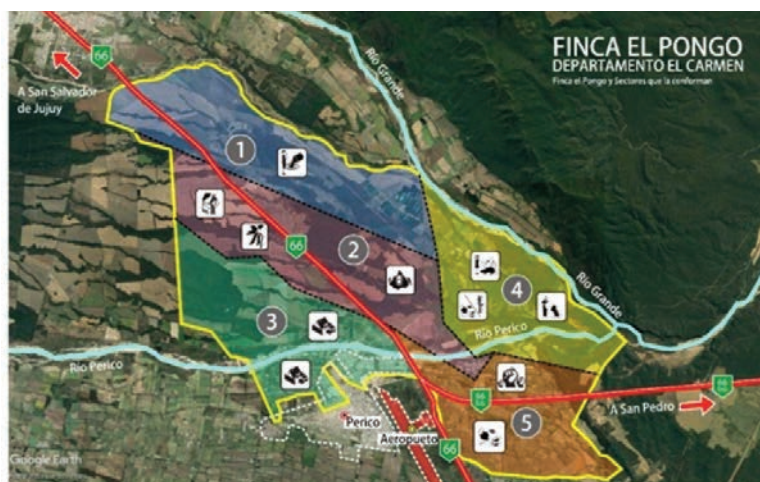 FINCA EL PONGO
DEPARTAMENTO EL CARMEN
Finca el Pongo y Sectores que la conforman
66
A San Salvador
de Jujuy
Río Grande
1
2
66
3
4
Río Grande
Río Perico
Río Perico
66
A San Pedro
5
Perico
Aeropueto
66
Google Earth